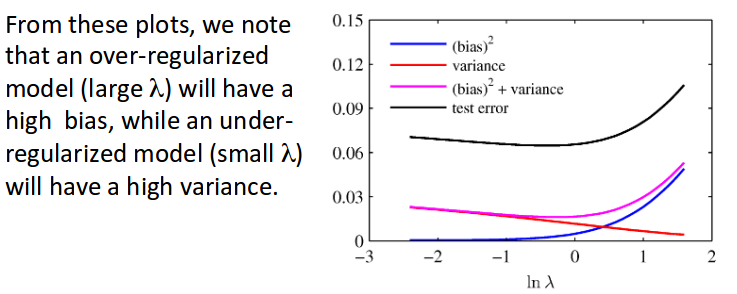 From these plots, we note
that an over-regularized
model (large λ) will have a
high bias, while an under-
regularized model (small λ)
will have a high variance.
0.15
0.12
0.09
0.06
0.03
0
(bias)²
variance
(bias)² + variance
test error
−3 −2 −1 0 1 2
ln λ